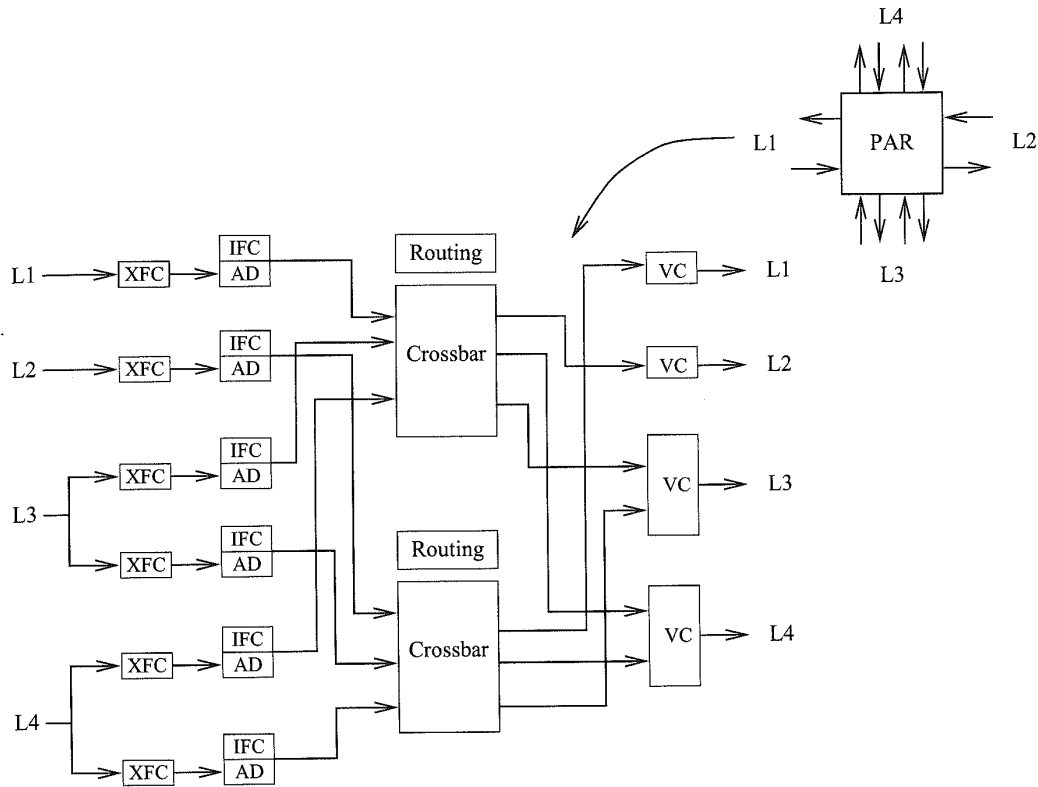 L4
L1
PAR
L2
L3
IFC
Routing
L1
XFC
AD
VC
L1
IFC
Crossbar
L2
XFC
AD
VC
L2
IFC
XFC
AD
VC
L3
L3
IFC
Routing
XFC
AD
IFC
Crossbar
VC
L4
XFC
AD
L4
IFC
XFC
AD